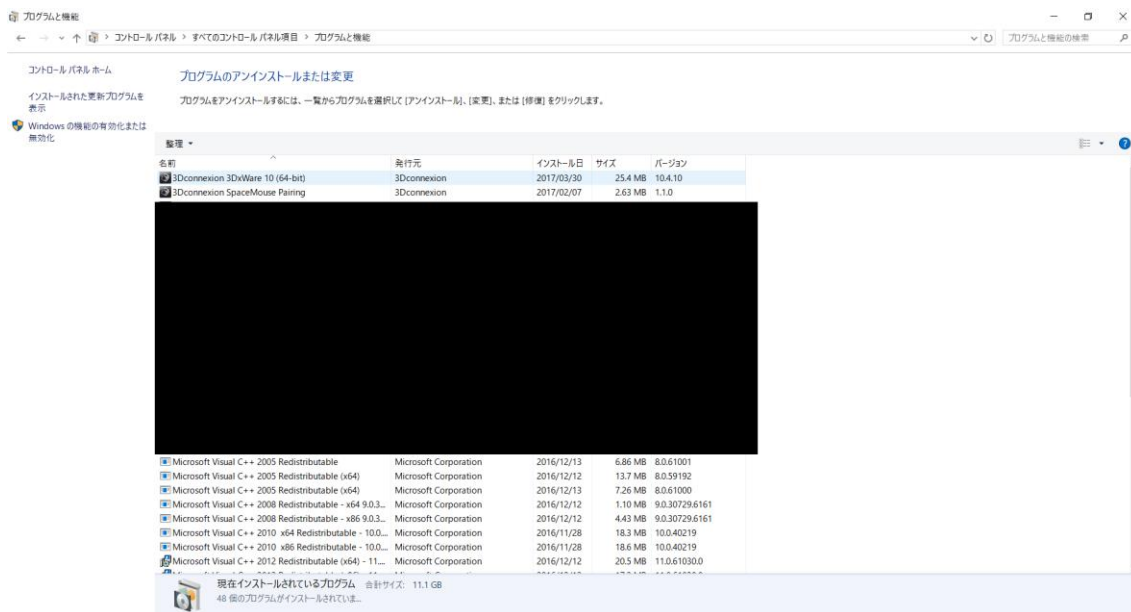 プログラムと機能
コントロール パネル > すべてのコントロール パネル項目 > プログラムと機能
プログラムと機能の検索
コントロール パネル ホーム
インストールされた更新プログラムを
表示
Windows の機能の有効化または
無効化
プログラムのアンインストールまたは変更
プログラムをアンインストールするには、一覧からプログラムを選択して [アンインストール]、[変更]、または [修復] をクリックします。
整理
名前 発行元 インストール日 サイズ バージョン
3Dconnexion 3DxWare 10 (64-bit) 3Dconnexion 2017/03/30 25.4 MB 10.4.10
3Dconnexion SpaceMouse Pairing 3Dconnexion 2017/02/07 2.63 MB 1.1.0
Microsoft Visual C++ 2005 Redistributable Microsoft Corporation 2016/12/13 6.86 MB 8.0.61001
Microsoft Visual C++ 2005 Redistributable (x64) Microsoft Corporation 2016/12/12 13.7 MB 8.0.59192
Microsoft Visual C++ 2005 Redistributable (x64) Microsoft Corporation 2016/12/13 7.26 MB 8.0.61000
Microsoft Visual C++ 2008 Redistributable - x64 9.0.3... Microsoft Corporation 2016/12/12 1.10 MB 9.0.30729.6161
Microsoft Visual C++ 2008 Redistributable - x86 9.0.3... Microsoft Corporation 2016/12/12 4.43 MB 9.0.30729.6161
Microsoft Visual C++ 2010 x64 Redistributable - 10.0.... Microsoft Corporation 2016/11/28 18.3 MB 10.0.40219
Microsoft Visual C++ 2010 x86 Redistributable - 10.0.... Microsoft Corporation 2016/11/28 18.6 MB 10.0.40219
Microsoft Visual C++ 2012 Redistributable (x64) - 11.... Microsoft Corporation 2016/12/12 20.5 MB 11.0.61030.0
現在インストールされているプログラム 合計サイズ: 11.1 GB
48 個のプログラムがインストールされていま...